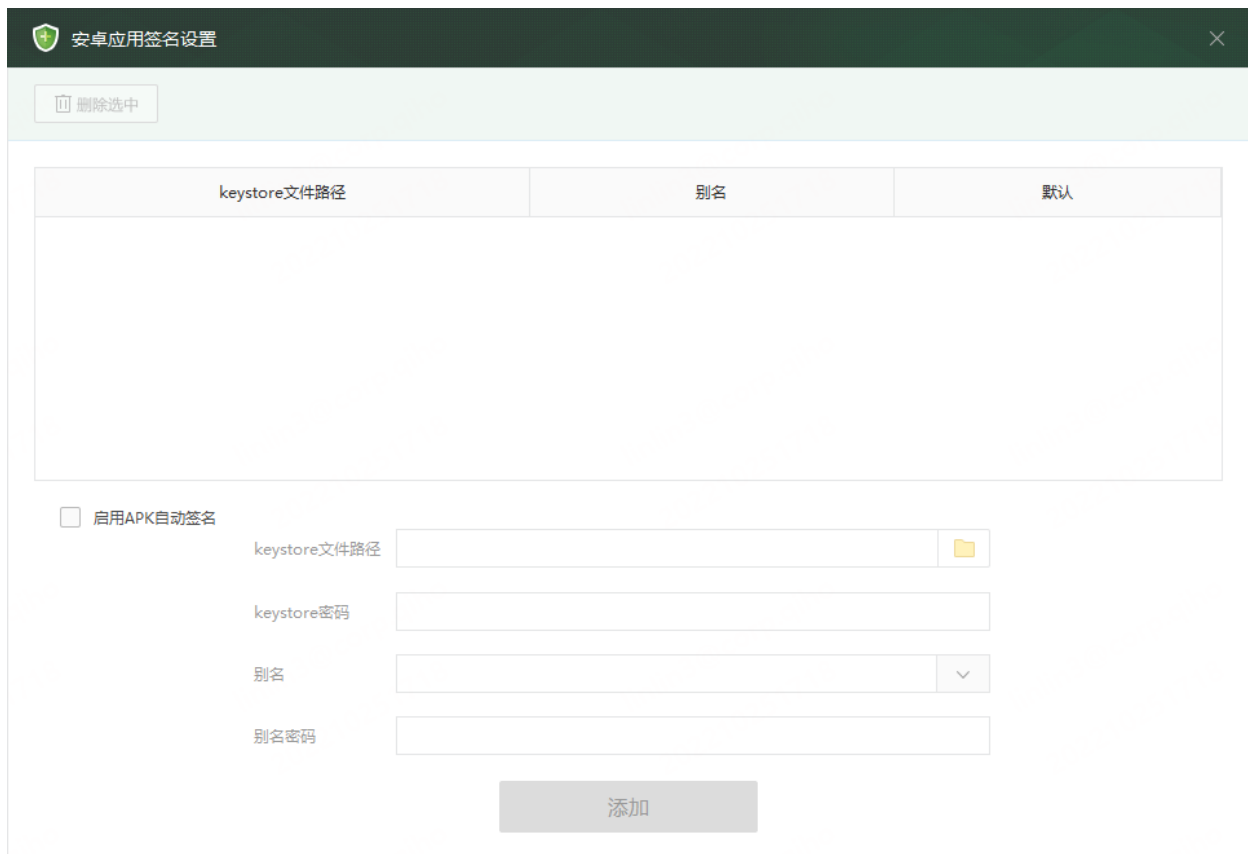 安卓应用签名设置
删除选中
keystore文件路径 别名 默认
启用APK自动签名
keystore文件路径
keystore密码
别名
别名密码
添加